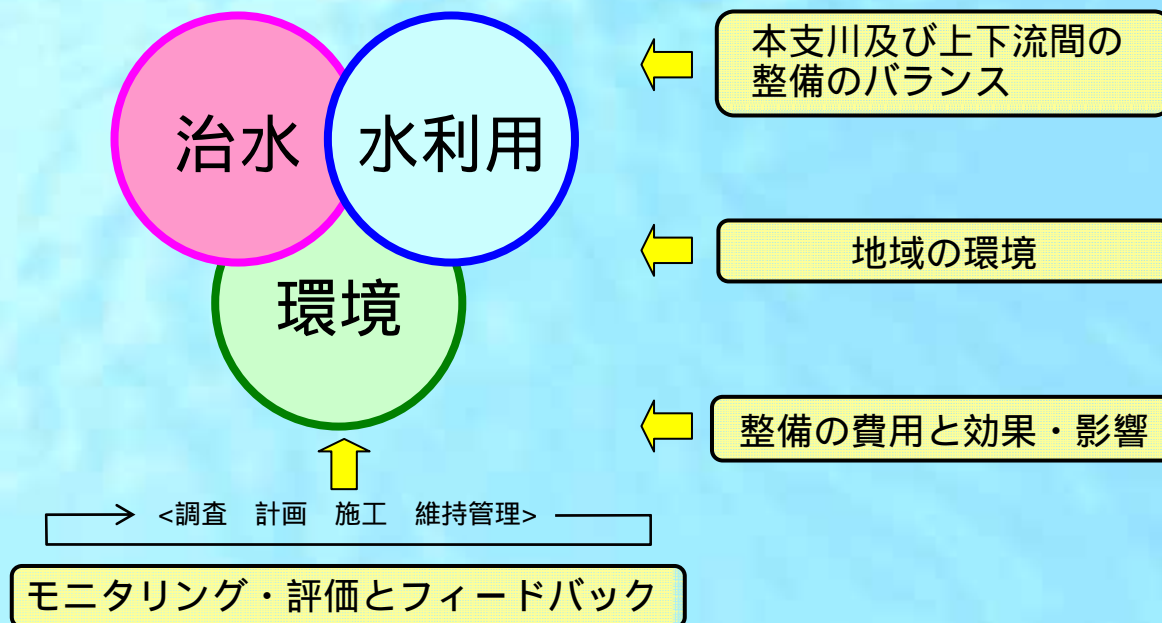 治水
水利用
環境
本支川及び上下流間の
整備のバランス
地域の環境
整備の費用と効果・影響
<調査　計画　施工　維持管理>
モニタリング・評価とフィードバック